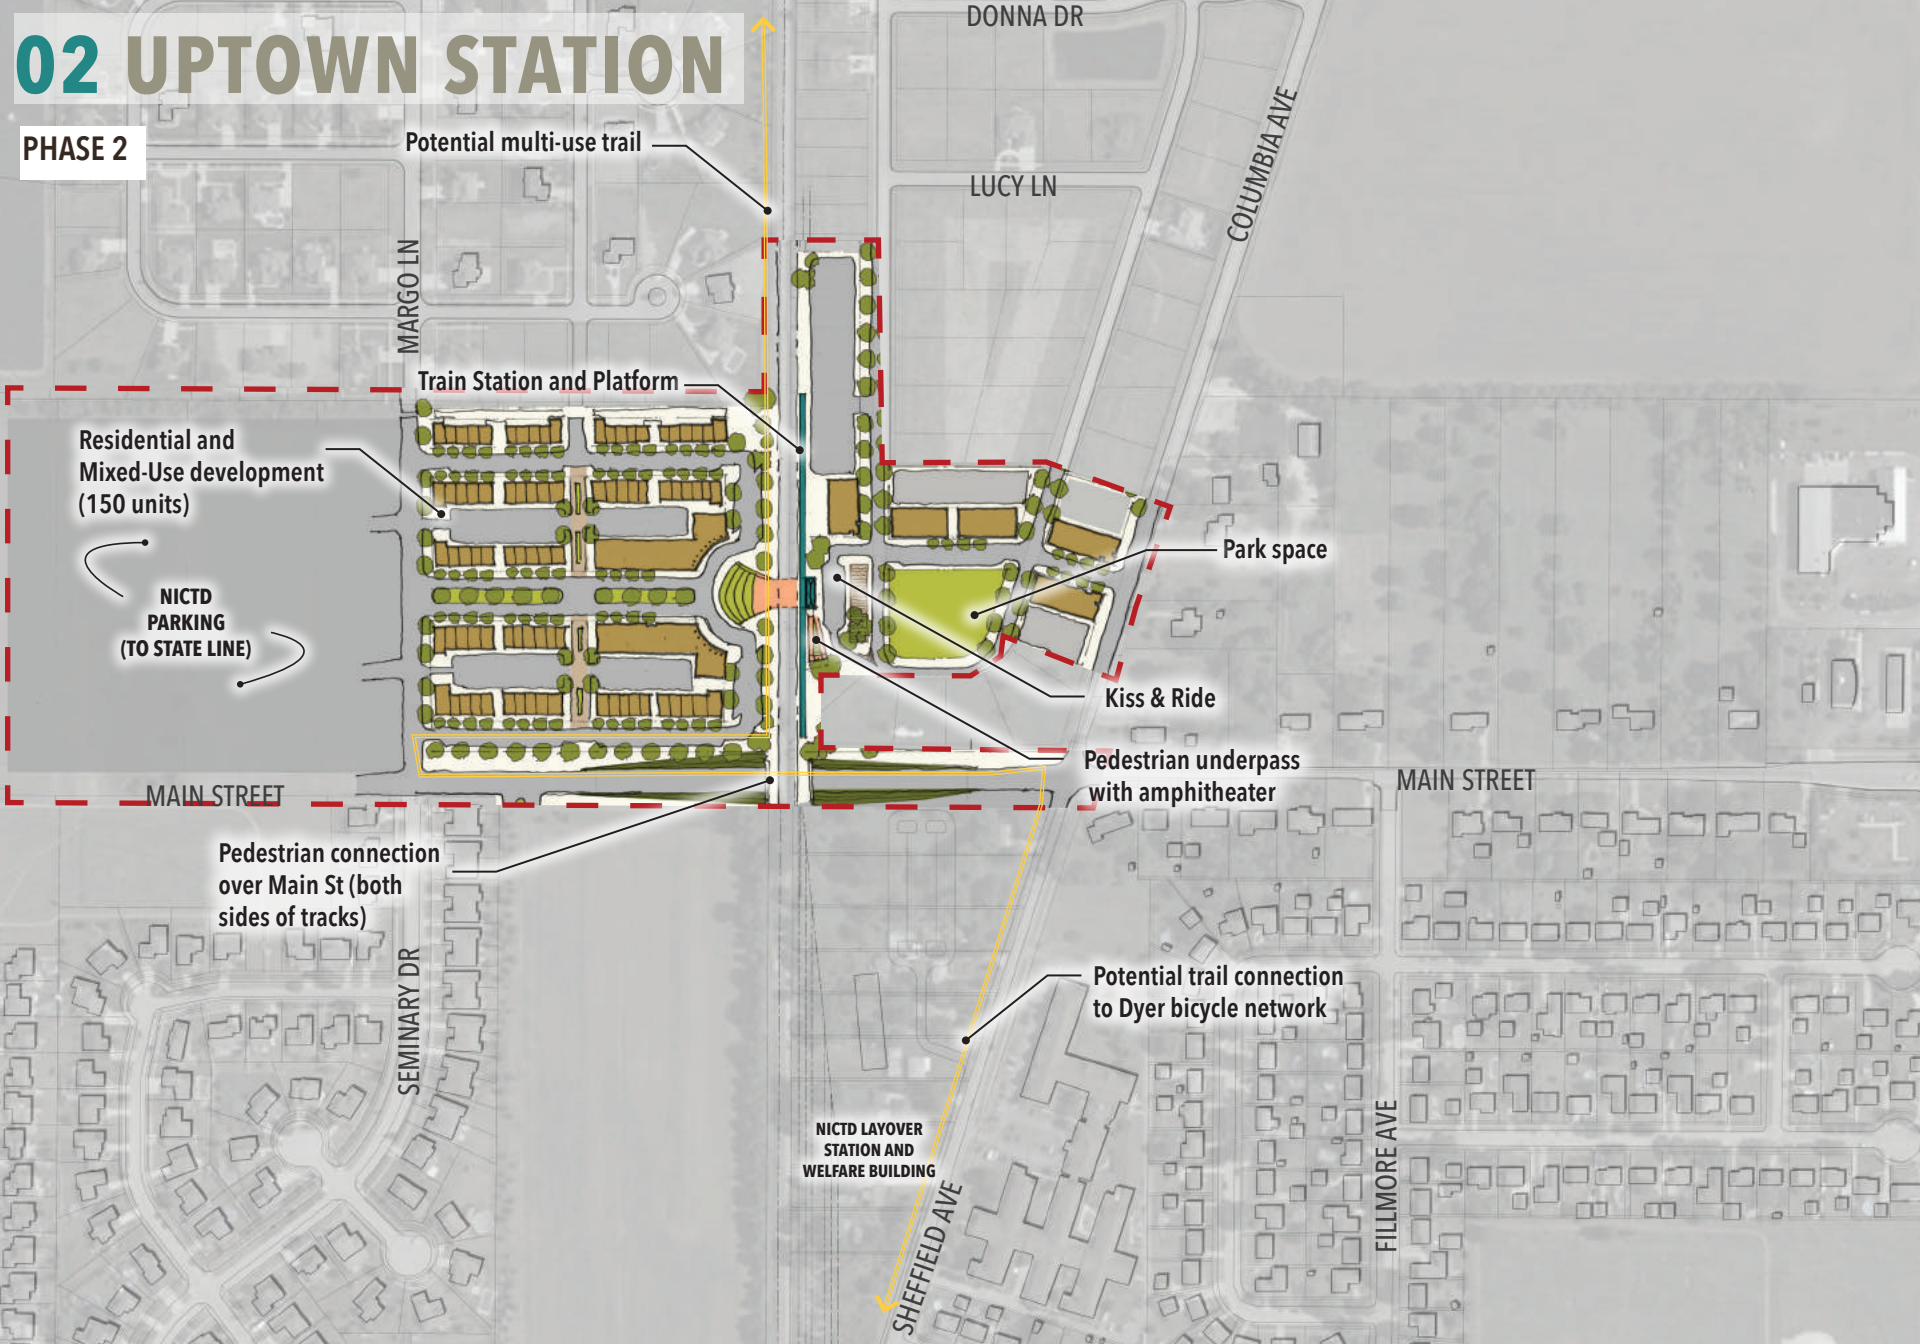 02 UPTOWN STATION
PHASE 2
DONNA DR
Potential multi-use trail
LUCY LN
COLUMBIA AVE
MARGO LN
Train Station and Platform
Residential and
Mixed-Use development
(150 units)
NICTD
PARKING
(TO STATE LINE)
Park space
Kiss & Ride
Pedestrian underpass
with amphitheater
MAIN STREET
MAIN STREET
Pedestrian connection
over Main St (both
sides of tracks)
SEMINARY DR
Potential trail connection
to Dyer bicycle network
NICTD LAYOVER
STATION AND
WELFARE BUILDING
SHEFFIELD AVE
FILLMORE AVE